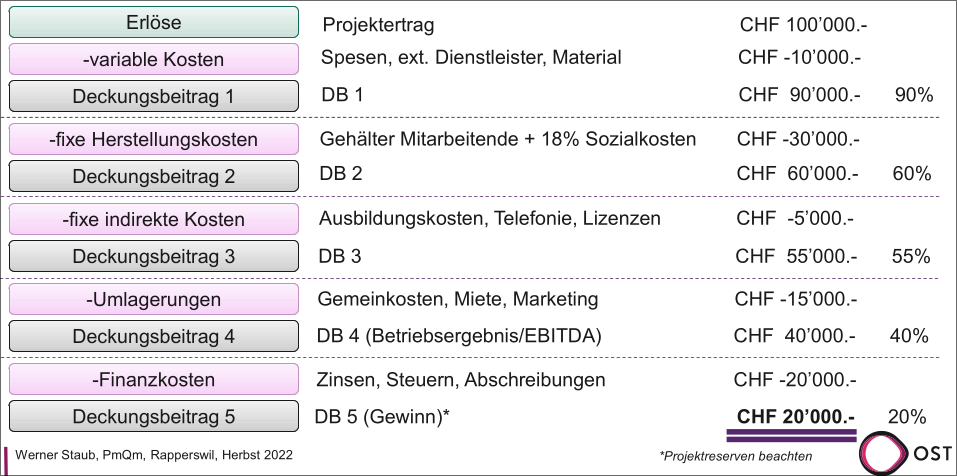 Erlöse Projektertrag CHF 100’000.-
-variable Kosten Spesen, ext. Dienstleister, Material CHF -10’000.-
Deckungsbeitrag 1 DB 1 CHF 90’000.- 90%
-fixe Herstellungskosten Gehälter Mitarbeitende + 18% Sozialkosten CHF -30’000.-
Deckungsbeitrag 2 DB 2 CHF 60’000.- 60%
-fixe indirekte Kosten Ausbildungskosten, Telefonie, Lizenzen CHF -5’000.-
Deckungsbeitrag 3 DB 3 CHF 55’000.- 55%
-Umlagerungen Gemeinkosten, Miete, Marketing CHF -15’000.-
Deckungsbeitrag 4 DB 4 (Betriebsergebnis/EBITDA) CHF 40’000.- 40%
-Finanzkosten Zinsen, Steuern, Abschreibungen CHF -20’000.-
Deckungsbeitrag 5 DB 5 (Gewinn)* CHF 20’000.- 20%
Werner Staub, PmQm, Rapperswil, Herbst 2022 *Projektreserven beachten OST